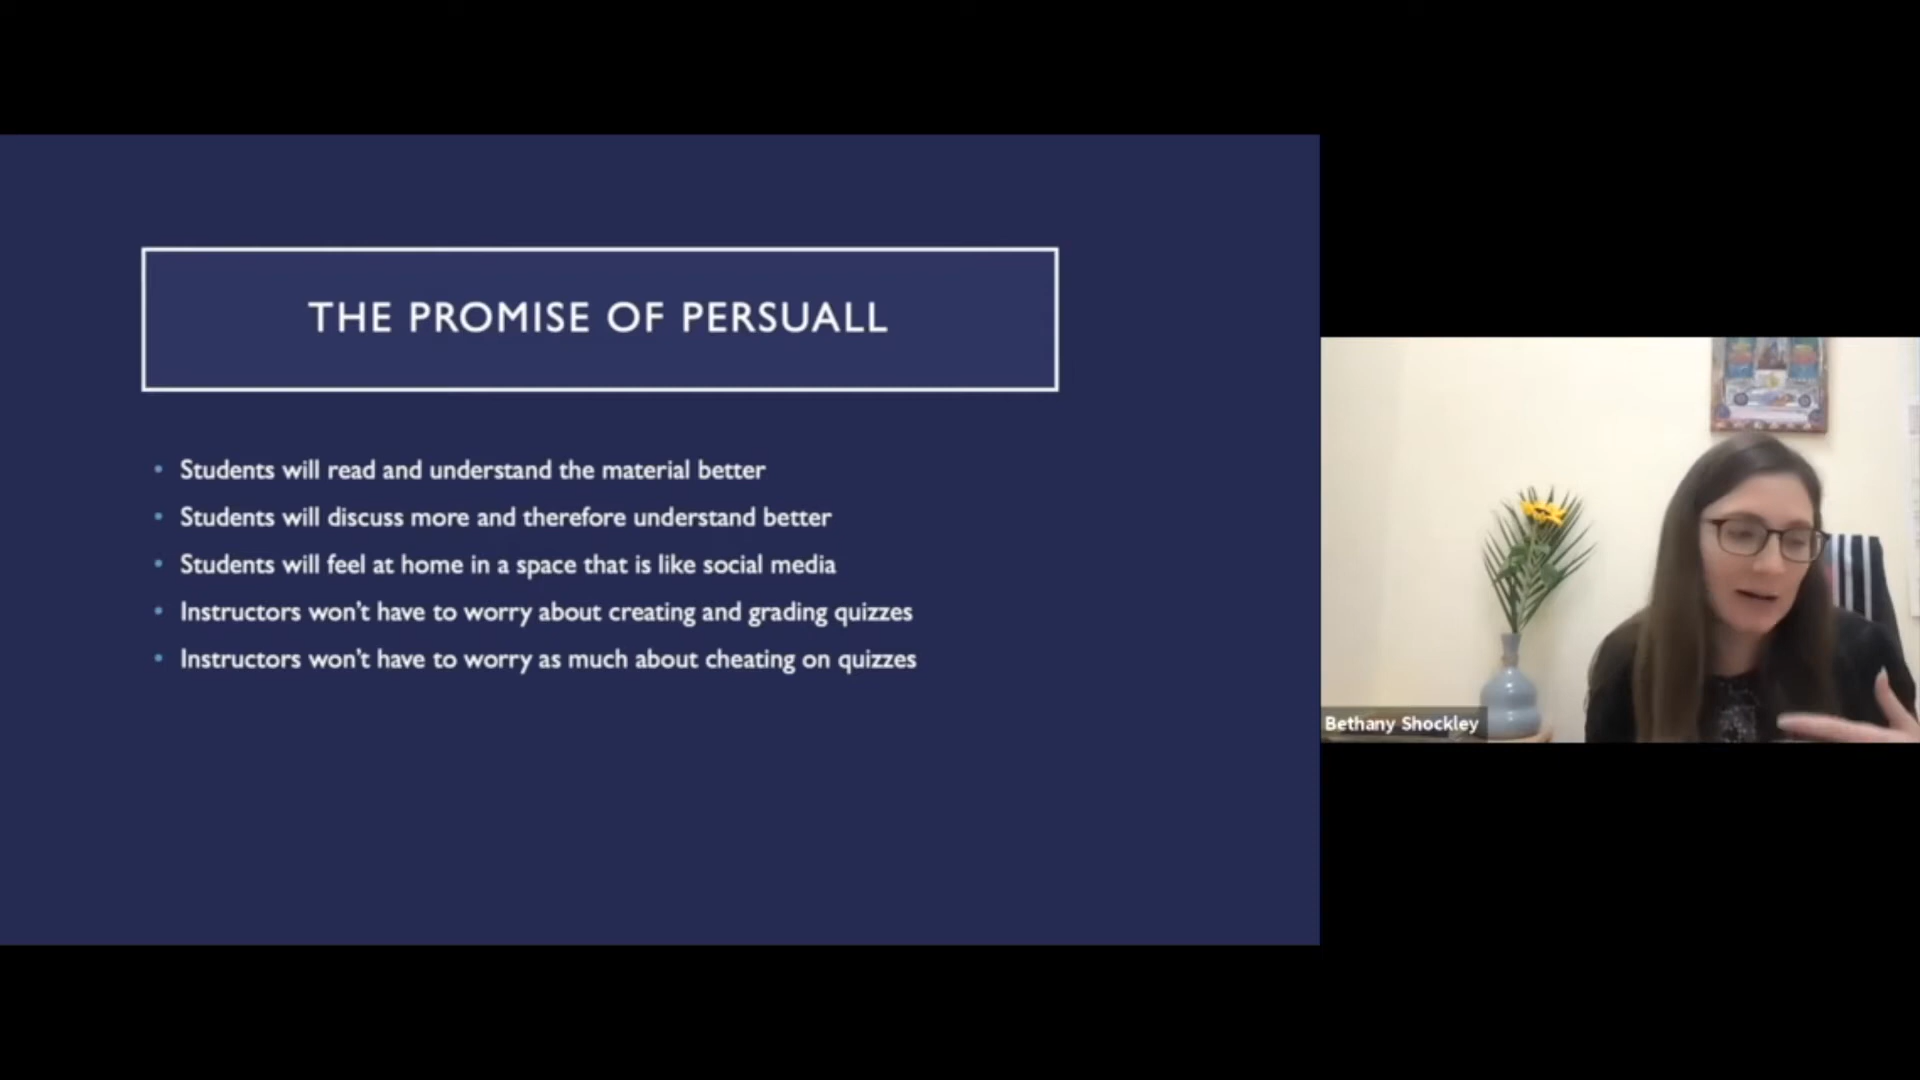 THE PROMISE OF PERSUALL
• Students will read and understand the material better
• Students will discuss more and therefore understand better
• Students will feel at home in a space that is like social media
• Instructors won't have to worry about creating and grading quizzes
• Instructors won't have to worry as much about cheating on quizzes
Bethany Shockley